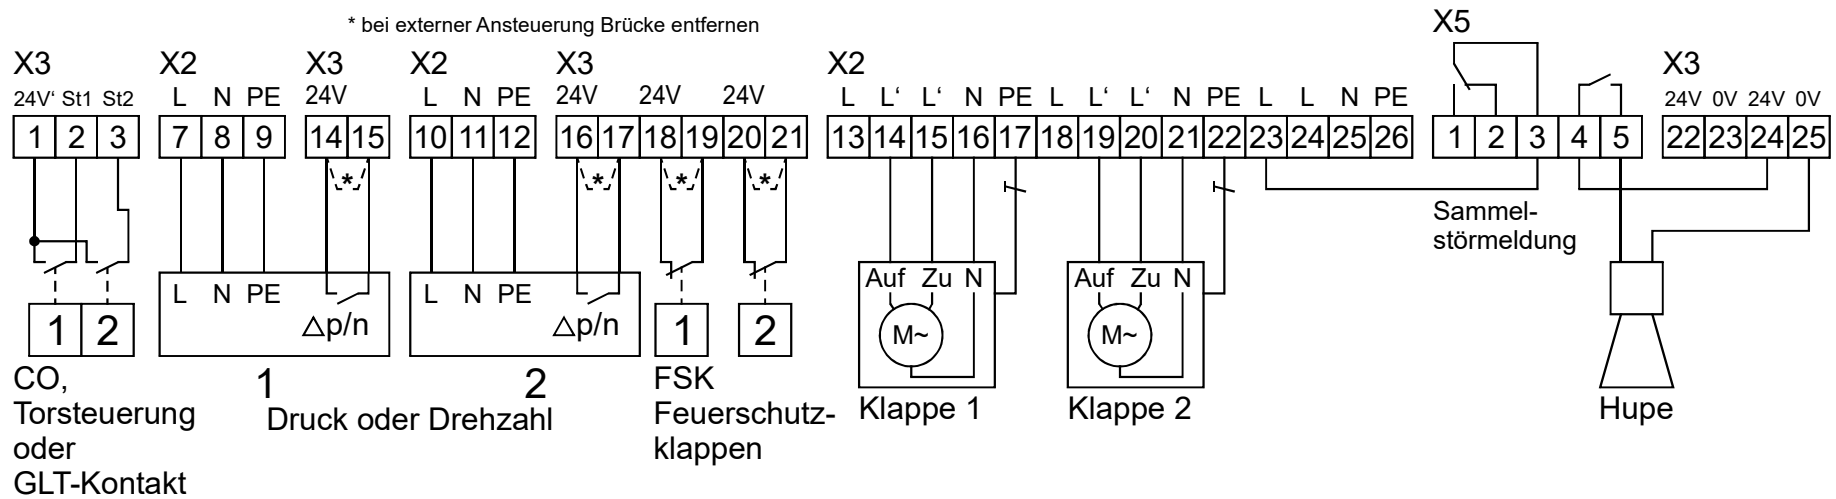 * bei externer Ansteuerung Brücke entfernen
X3 X2 X3 X2 X3 X2 X5 X3
24V‘ St1 St2 L N PE 24V L N PE 24V 24V 24V L L‘ L‘ N PE L L‘ L‘ N PE L L N PE 24V 0V 24V 0V
1 2 3 7 8 9 14 15 10 11 12 16 17 18 19 20 21 13 14 15 16 17 18 19 20 21 22 23 24 25 26 1 2 3 4 5 22 23 24 25
* * * *
Sammel-
störmeldung
L N PE L N PE Auf Zu N Auf Zu N
1 2 △p/n △p/n 1 2 M~ M~
CO,
Torsteuerung
oder
GLT-Kontakt
1 2
Druck oder Drehzahl
FSK
Feuerschutz-
klappen
Klappe 1 Klappe 2 Hupe